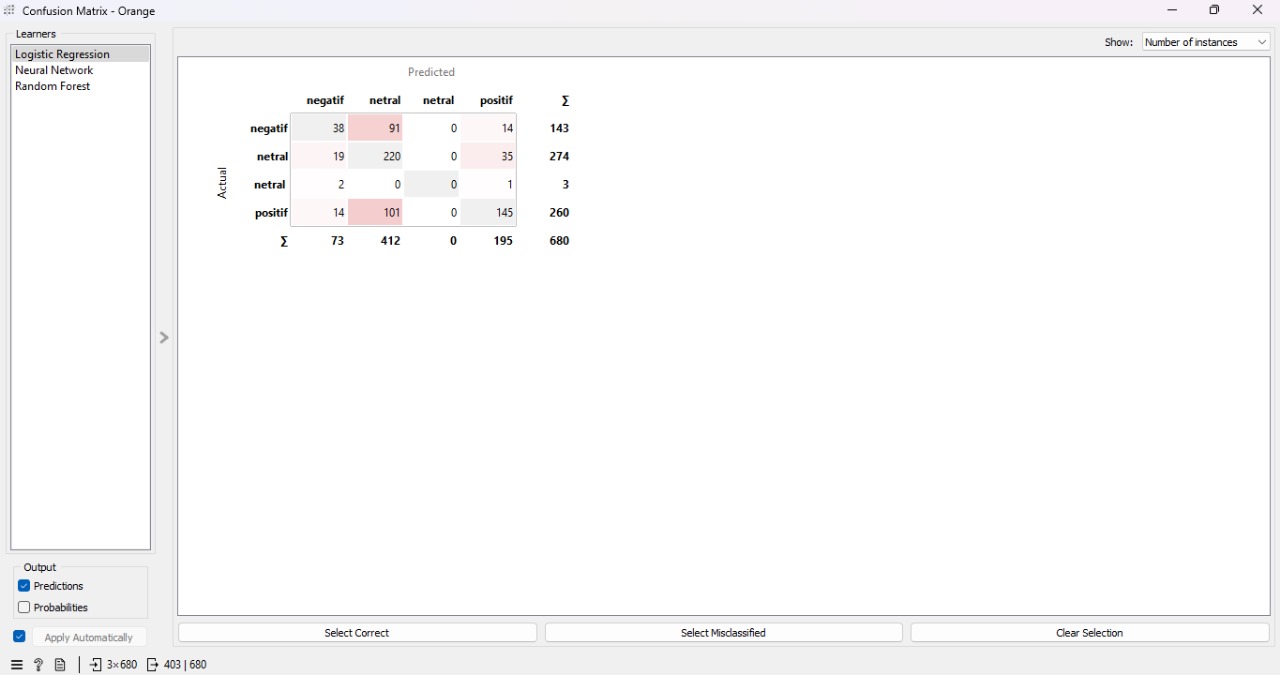 Confusion Matrix - Orange
Learners
Logistic Regression
Neural Network
Random Forest
Show: Number of instances
Predicted
negatif netral netral positif Σ
negatif 38 91 0 14 143
netral 19 220 0 35 274
Actual
netral 2 0 0 1 3
positif 14 101 0 145 260
Σ 73 412 0 195 680
Output
Predictions
Probabilities
Apply Automatically
Select Correct Select Misclassified Clear Selection
3×680 403 | 680